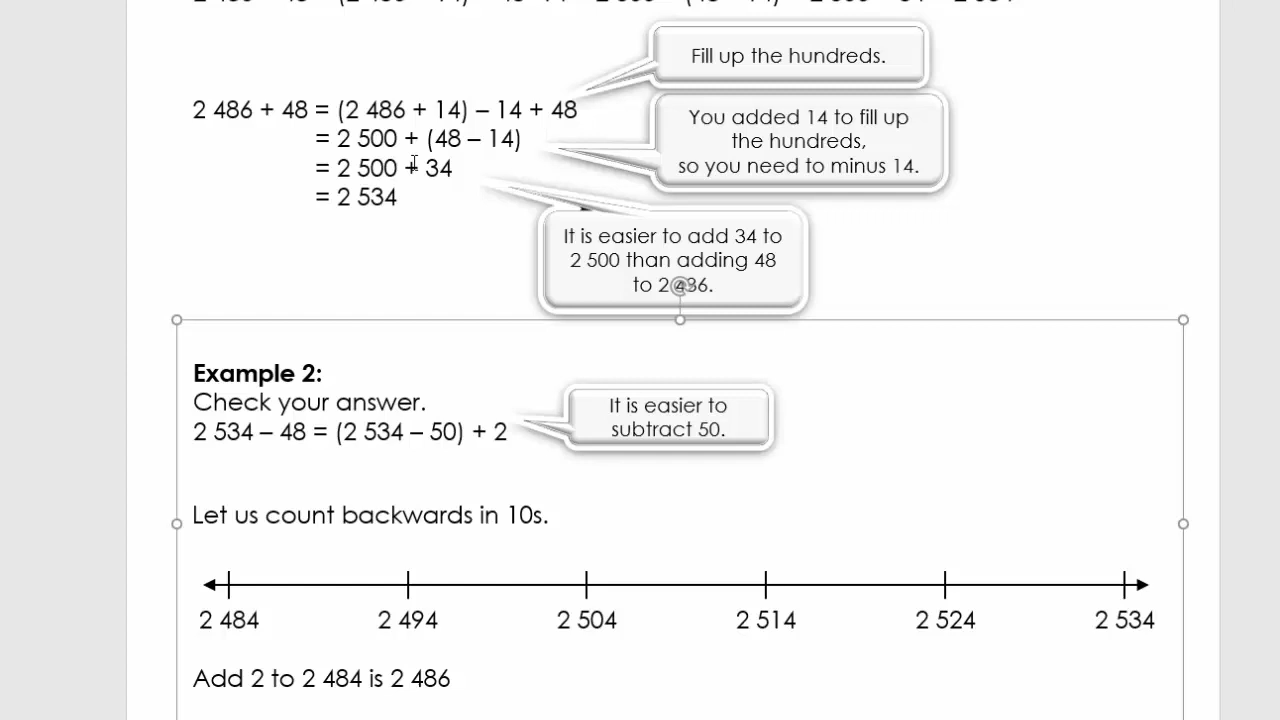 Fill up the hundreds.
2 486 + 48 = (2 486 + 14) – 14 + 48
= 2 500 + (48 – 14)
= 2 500 + 34
= 2 534
You added 14 to fill up
the hundreds,
so you need to minus 14.
It is easier to add 34 to
2 500 than adding 48
to 2 486.
Example 2:
Check your answer.
2 534 – 48 = (2 534 – 50) + 2
It is easier to
subtract 50.
Let us count backwards in 10s.
2 484 2 494 2 504 2 514 2 524 2 534
Add 2 to 2 484 is 2 486